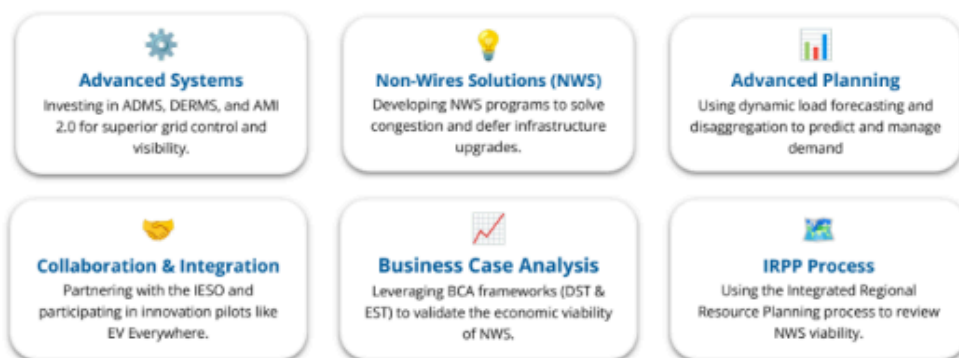 Advanced Systems
Investing in ADMS, DERMS, and AMI
2.0 for superior grid control and
visibility.
Non-Wires Solutions (NWS)
Developing NWS programs to solve
congestion and defer infrastructure
upgrades.
Advanced Planning
Using dynamic load forecasting and
disaggregation to predict and manage
demand
Collaboration & Integration
Partnering with the IESO and
participating in innovation pilots like
EV Everywhere.
Business Case Analysis
Leveraging BCA frameworks (DST &
EST) to validate the economic viability
of NWS.
IRPP Process
Using the Integrated Regional
Resource Planning process to review
NWS viability.